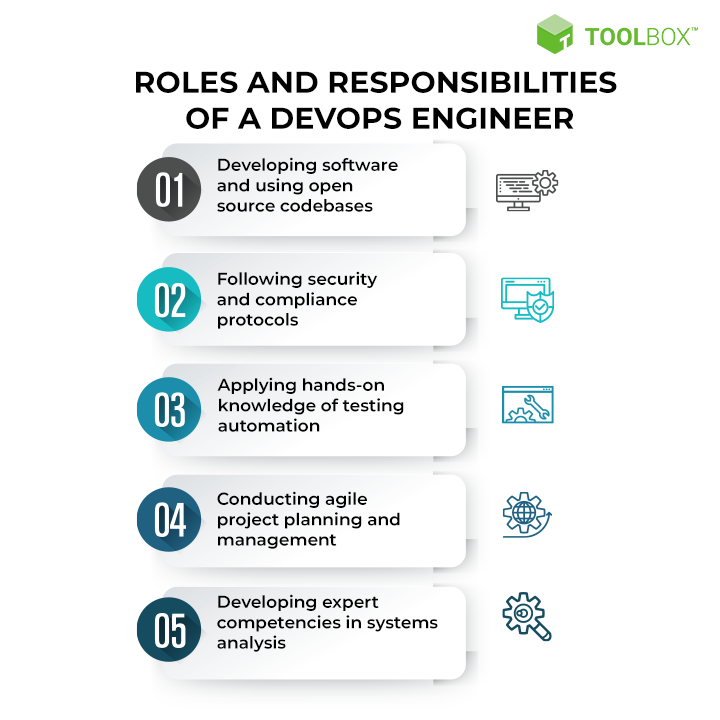 TOOLBOX™
ROLES AND RESPONSIBILITIES
OF A DEVOPS ENGINEER
01
Developing software
and using open
source codebases
02
Following security
and compliance
protocols
03
Applying hands-on
knowledge of testing
automation
04
Conducting agile
project planning and
management
05
Developing expert
competencies in systems
analysis